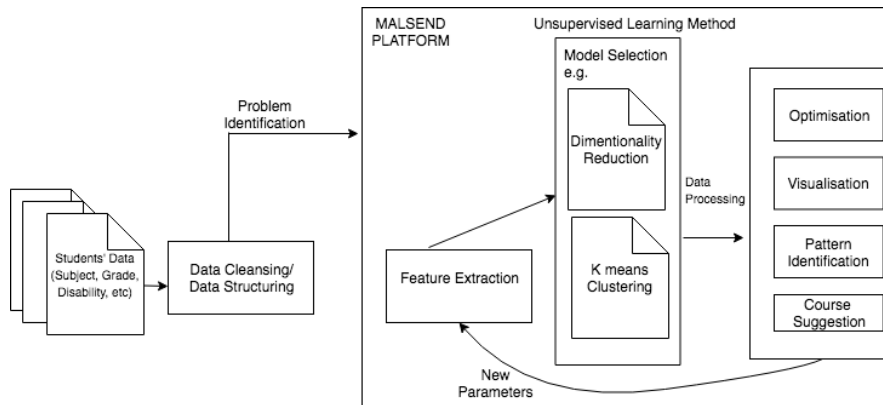 MALSEND
PLATFORM
Unsupervised Learning Method
Model Selection
e.g.
Problem
Identification
Dimentionality
Reduction
Optimisation
Data
Processing
Visualisation
Students' Data
(Subject, Grade,
Disability, etc)
Data Cleansing/
Data Structuring
Feature Extraction
K means
Clustering
Pattern
Identification
Course
Suggestion
New
Parameters